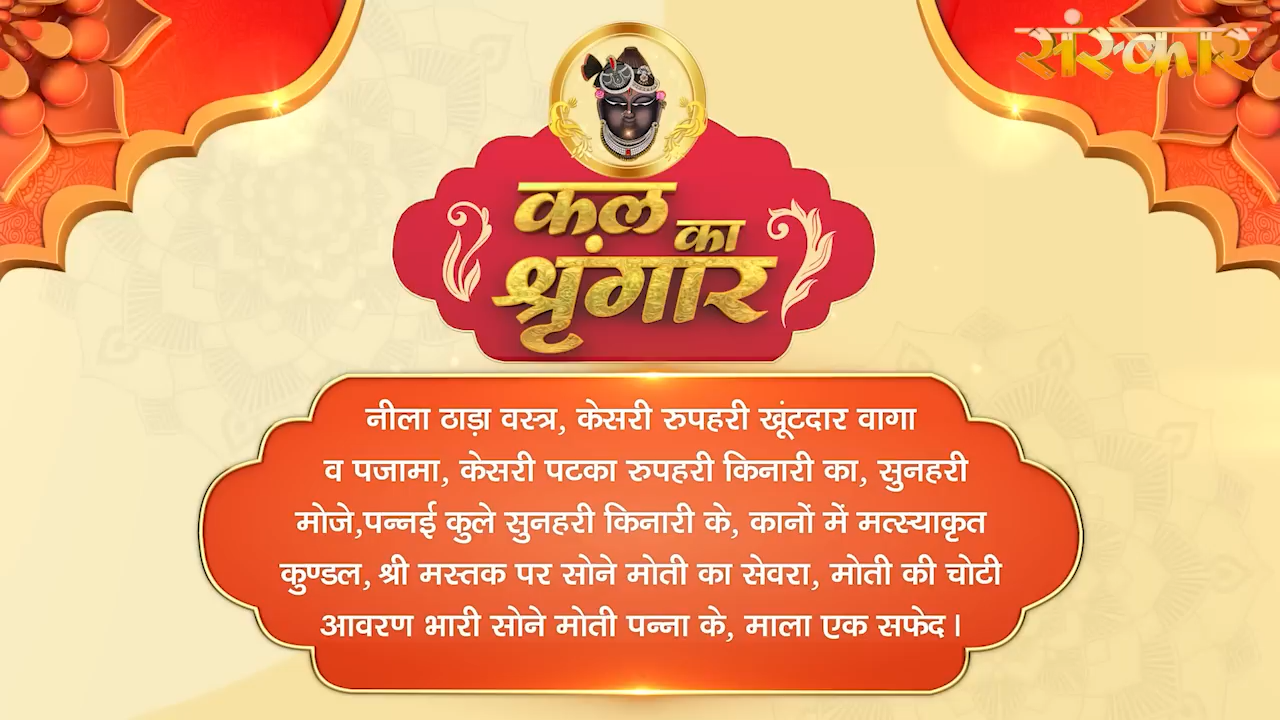 संस्कार
कल का
श्रृंगार
नीला ठाड़ा वस्त्र, केसरी रुपहरी खूंटदार वागा
व पजामा, केसरी पटका रुपहरी किनारी का, सुनहरी
मोजे,पन्नई कुले सुनहरी किनारी के, कानों में मत्स्याकृत
कुण्डल, श्री मस्तक पर सोने मोती का सेवरा, मोती की चोटी
आवरण भारी सोने मोती पन्ना के, माला एक सफेद।